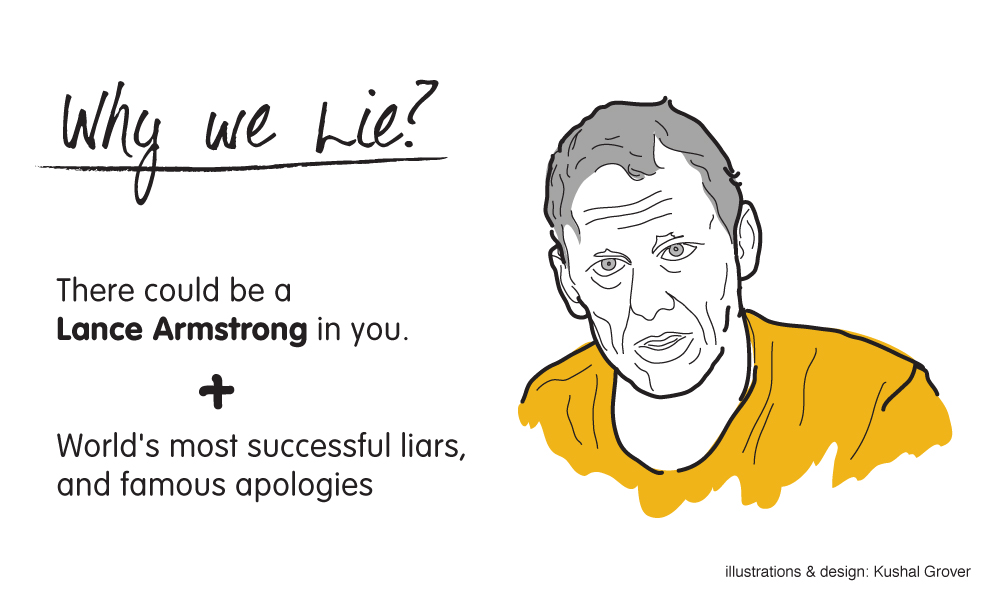 Why we Lie?
There could be a
Lance Armstrong in you.
+
World's most successful liars,
and famous apologies
illustrations & design: Kushal Grover